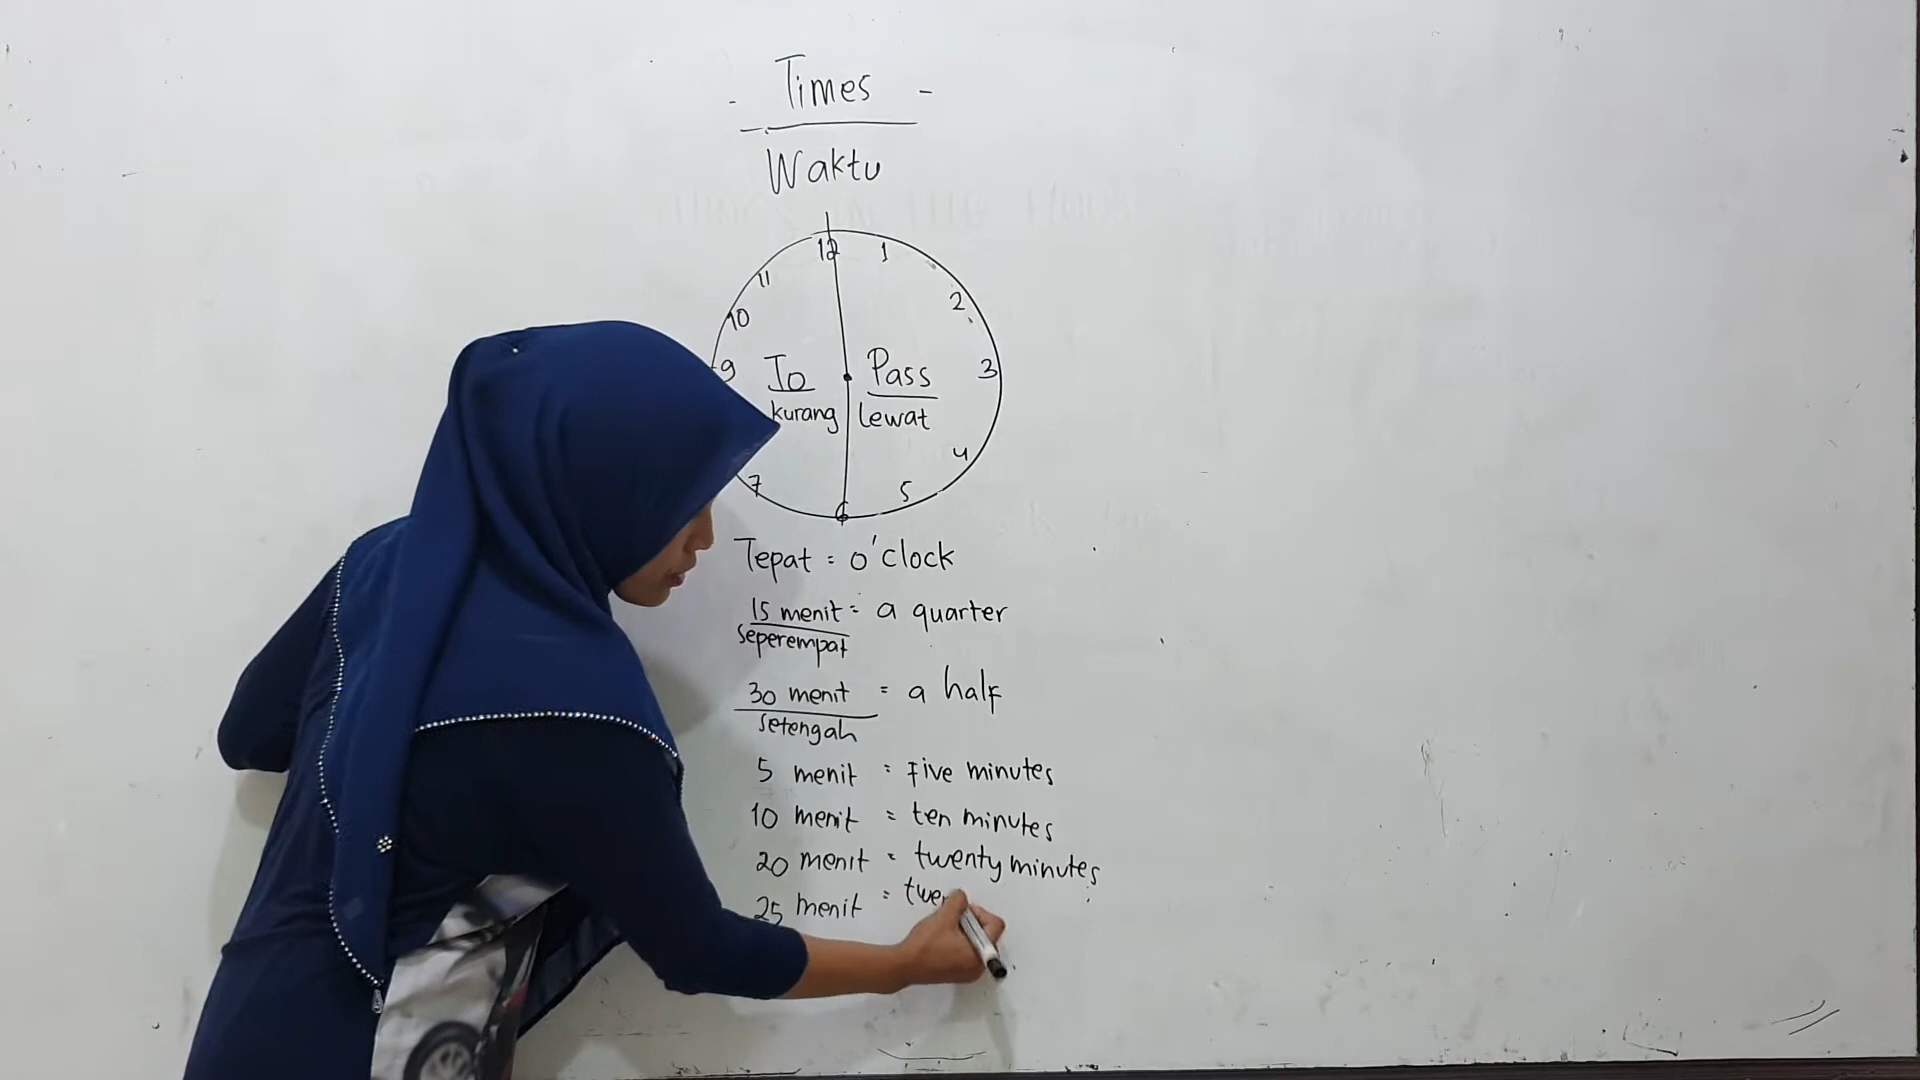 - Times -
Waktu
12
11 1
10 2
9 3
To Pass
kurang lewat
4
7 5
6
Tepat = o'clock
15 menit = a quarter
seperempat
30 menit = a half
setengah
5 menit = Five minutes
10 menit = ten minutes
20 menit = twenty minutes
25 menit = twen